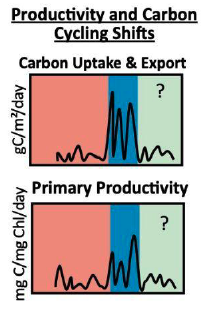 Productivity and Carbon
Cycling Shifts
Carbon Uptake & Export
gC/m²/day
?
Primary Productivity
mg C/mg Chl/day
?